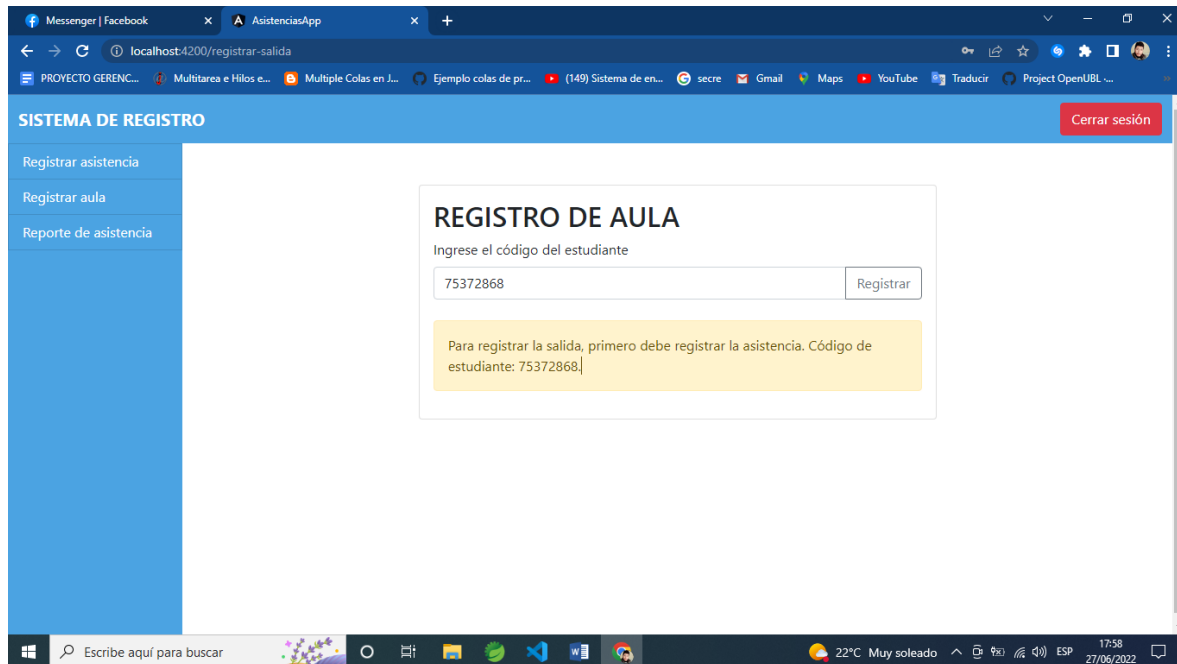 Messenger | Facebook
AsistenciasApp
localhost:4200/registrar-salida
PROYECTO GERENC... Multitarea e Hilos e... Multiple Colas en J... Ejemplo colas de pr... (149) Sistema de en... secre Gmail Maps YouTube Traducir Project OpenUBL -...
SISTEMA DE REGISTRO
Cerrar sesión
Registrar asistencia
Registrar aula
Reporte de asistencia
REGISTRO DE AULA
Ingrese el código del estudiante
75372868
Registrar
Para registrar la salida, primero debe registrar la asistencia. Código de
estudiante: 75372868.
Escribe aquí para buscar
22°C Muy soleado
ESP
17:58
27/06/2022